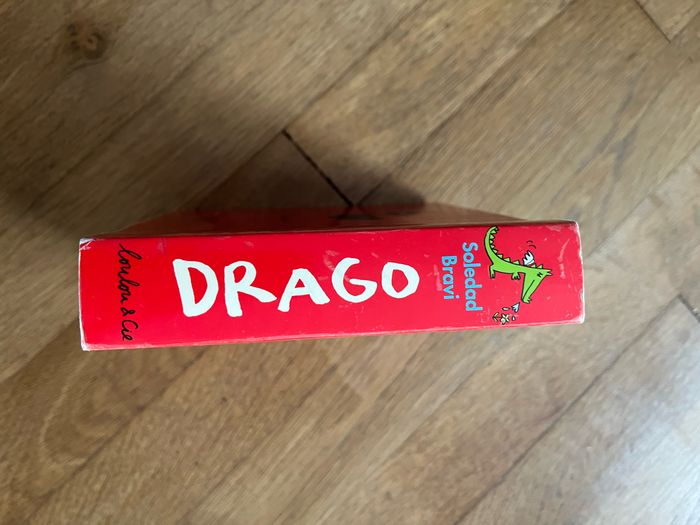 loulou & Cie
DRAGO
Soledad
Bravi